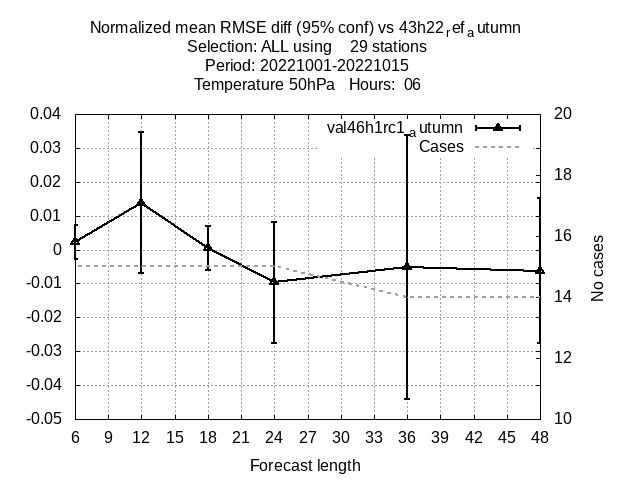 Normalized mean RMSE diff (95% conf) vs 43h22refautumn
Selection: ALL using 29 stations
Period: 20221001-20221015
Temperature 50hPa Hours: 06
val46h1rc1autumn
Cases
0.04
0.03
0.02
0.01
0
-0.01
-0.02
-0.03
-0.04
-0.05
20
18
16
14
12
10
No cases
6 9 12 15 18 21 24 27 30 33 36 39 42 45 48
Forecast length